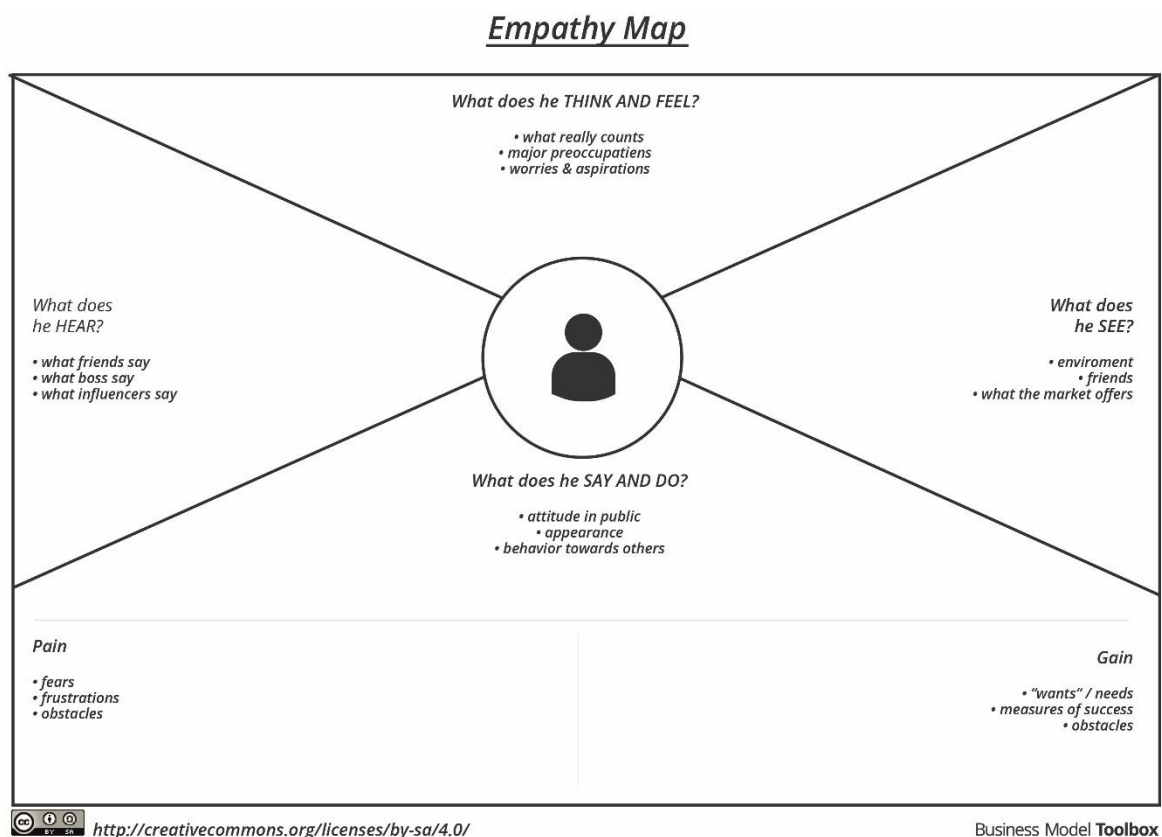 Empathy Map
What does he THINK AND FEEL?
• what really counts
• major preoccupatiens
• worries & aspirations
What does
he HEAR?
• what friends say
• what boss say
• what influencers say
What does
he SEE?
• enviroment
• friends
• what the market offers
What does he SAY AND DO?
• attitude in public
• appearance
• behavior towards others
Pain
• fears
• frustrations
• obstacles
Gain
• “wants” / needs
• measures of success
• obstacles
cc BY SA
http://creativecommons.org/licenses/by-sa/4.0/
Business Model Toolbox